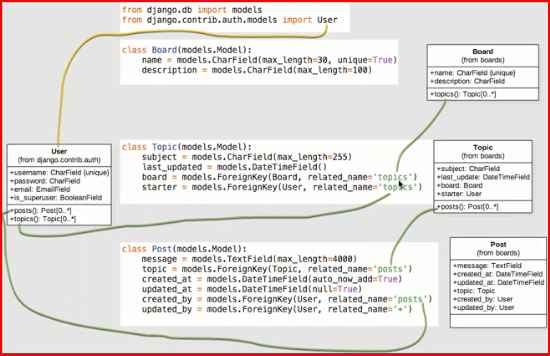 from django.db import models
from django.contrib.auth.models import User
class Board(models.Model):
name = models.CharField(max_length=30, unique=True)
description = models.CharField(max_length=100)
Board
(from boards)
+name: CharField {unique}
+description: CharField
+topics(): Topic[0..*]
User
(from django.contrib.auth)
+username: CharField {unique}
+password: CharField
+email: EmailField
+is_superuser: BooleanField
+posts(): Post[0..*]
+topics(): Topic[0..*]
class Topic(models.Model):
subject = models.CharField(max_length=255)
last_updated = models.DateTimeField()
board = models.ForeignKey(Board, related_name='topics')
starter = models.ForeignKey(User, related_name='topics')
Topic
(from boards)
+subject: CharField
+last_update: DateTimeField
+board: Board
+starter: User
+posts(): Post[0..*]
class Post(models.Model):
message = models.TextField(max_length=4000)
topic = models.ForeignKey(Topic, related_name='posts')
created_at = models.DateTimeField(auto_now_add=True)
updated_at = models.DateTimeField(null=True)
created_by = models.ForeignKey(User, related_name='posts')
updated_by = models.ForeignKey(User, related_name='+')
Post
(from boards)
+message: TextField
+created_at: DateTimeField
+updated_at: DateTimeField
+topic: Topic
+created_by: User
+updated_by: User